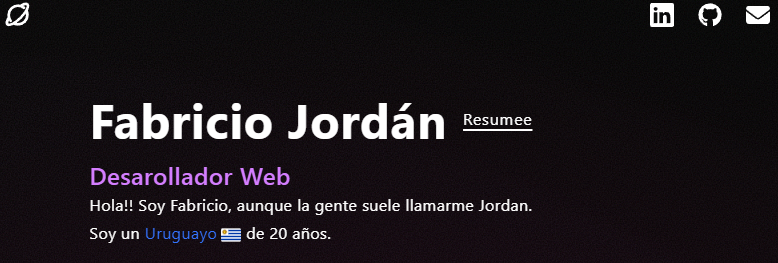 Fabricio Jordán Resumee
Desarollador Web
Hola!! Soy Fabricio, aunque la gente suele llamarme Jordan.
Soy un Uruguayo 🇺🇾 de 20 años.